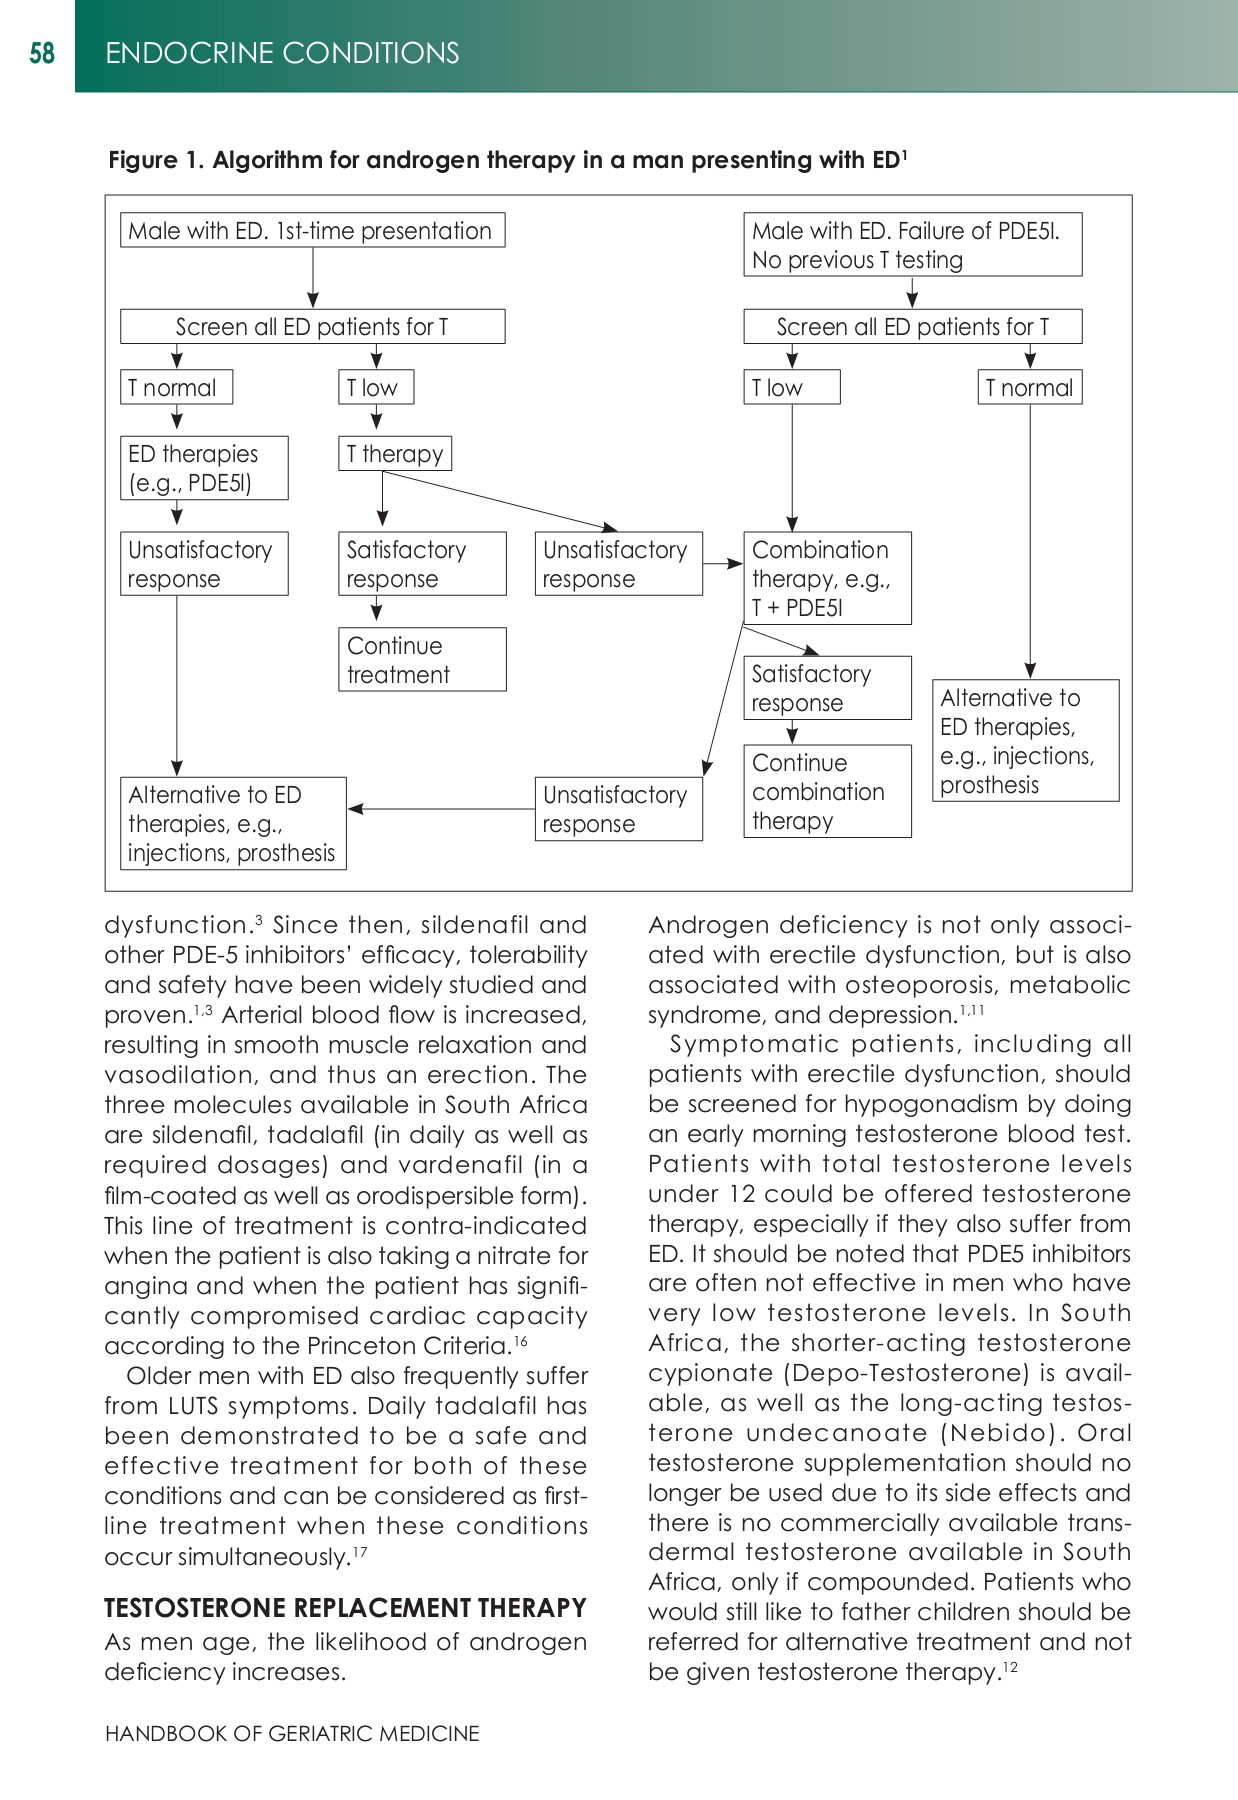 58
ENDOCRINE CONDITIONS
Figure 1. Algorithm for androgen therapy in a man presenting with ED1
Male with ED. 1st-time presentation
Screen all ED patients for T
T normal
T low
ED therapies
(e.g., PDE5I)
T therapy
Unsatisfactory
response
Satisfactory
response
Unsatisfactory
response
Continue
treatment
Male with ED. Failure of PDE5I.
No previous T testing
Screen all ED patients for T
T low
T normal
Combination
therapy, e.g.,
T + PDE5I
Satisfactory
response
Continue
combination
therapy
Alternative to
ED therapies,
e.g., injections,
prosthesis
Alternative to ED
therapies, e.g.,
injections, prosthesis
Unsatisfactory
response
dysfunction.3 Since then, sildenafil and
other PDE-5 inhibitors’ efficacy, tolerability
and safety have been widely studied and
proven.1,3 Arterial blood flow is increased,
resulting in smooth muscle relaxation and
vasodilation, and thus an erection. The
three molecules available in South Africa
are sildenafil, tadalafil (in daily as well as
required dosages) and vardenafil (in a
film-coated as well as orodispersible form).
This line of treatment is contra-indicated
when the patient is also taking a nitrate for
angina and when the patient has signifi-
cantly compromised cardiac capacity
according to the Princeton Criteria.16
Older men with ED also frequently suffer
from LUTS symptoms. Daily tadalafil has
been demonstrated to be a safe and
effective treatment for both of these
conditions and can be considered as first-
line treatment when these conditions
occur simultaneously.17
TESTOSTERONE REPLACEMENT THERAPY
As men age, the likelihood of androgen
deficiency increases.
Androgen deficiency is not only associ-
ated with erectile dysfunction, but is also
associated with osteoporosis, metabolic
syndrome, and depression.1,11
Symptomatic patients, including all
patients with erectile dysfunction, should
be screened for hypogonadism by doing
an early morning testosterone blood test.
Patients with total testosterone levels
under 12 could be offered testosterone
therapy, especially if they also suffer from
ED. It should be noted that PDE5 inhibitors
are often not effective in men who have
very low testosterone levels. In South
Africa, the shorter-acting testosterone
cypionate (Depo-Testosterone) is avail-
able, as well as the long-acting testos-
terone undecanoate (Nebido). Oral
testosterone supplementation should no
longer be used due to its side effects and
there is no commercially available trans-
dermal testosterone available in South
Africa, only if compounded. Patients who
would still like to father children should be
referred for alternative treatment and not
be given testosterone therapy.12
HANDBOOK OF GERIATRIC MEDICINE